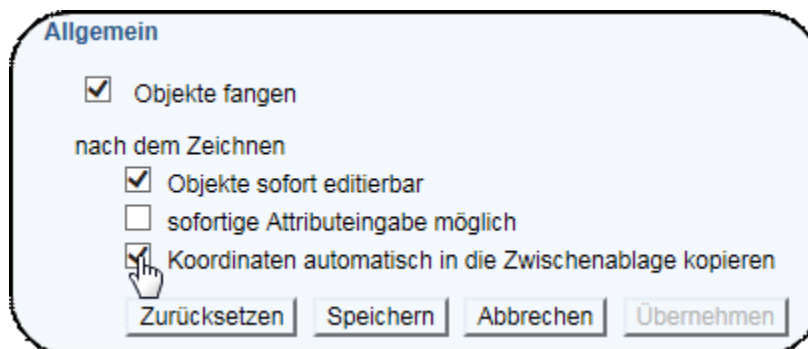 Allgemein
Objekte fangen
nach dem Zeichnen
Objekte sofort editierbar
sofortige Attributeingabe möglich
Koordinaten automatisch in die Zwischenablage kopieren
Zurücksetzen Speichern Abbrechen Übernehmen